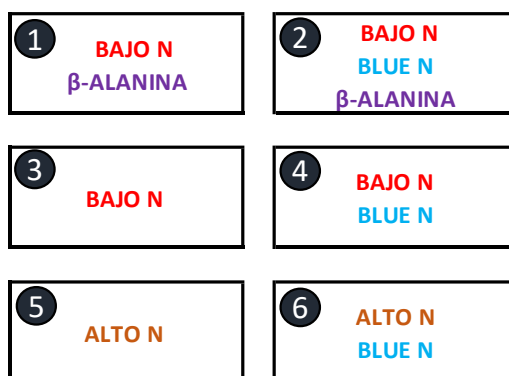 1
BAJO N
β-ALANINA
2
BAJO N
BLUE N
β-ALANINA
3
BAJO N
4
BAJO N
BLUE N
5
ALTO N
6
ALTO N
BLUE N